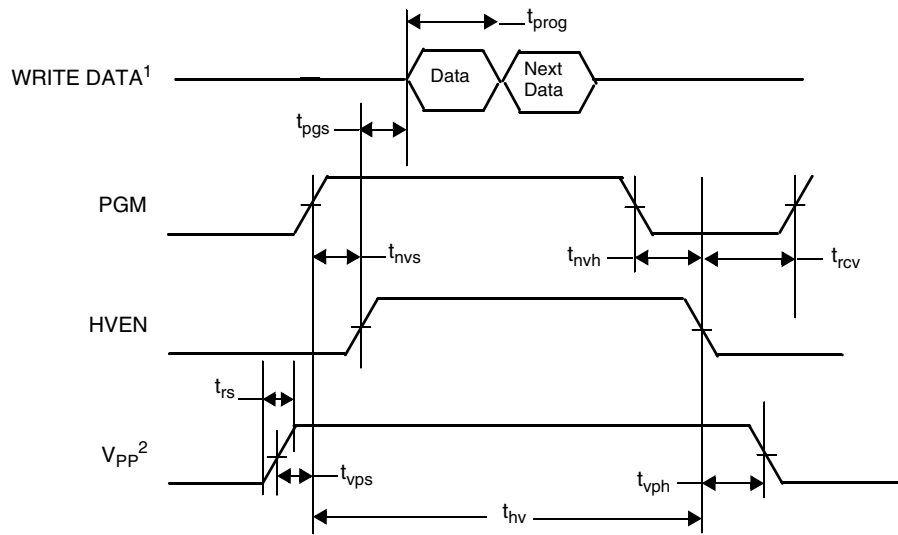 t_prog
WRITE DATA¹
Data
Next
Data
t_pgs
PGM
t_nvs
t_nvh
t_rcv
HVEN
t_rs
V_PP²
t_vps
t_vph
t_hv